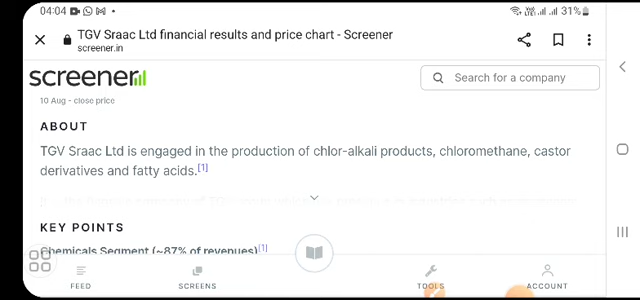 04:04
31%
TGV Sraac Ltd financial results and price chart - Screener
screener.in
screener
Search for a company
10 Aug - close price
ABOUT
TGV Sraac Ltd is engaged in the production of chlor-alkali products, chloromethane, castor
derivatives and fatty acids.[1]
KEY POINTS
Chemicals Segment (~87% of revenues)[1]
FEED
SCREENS
TOOLS
ACCOUNT